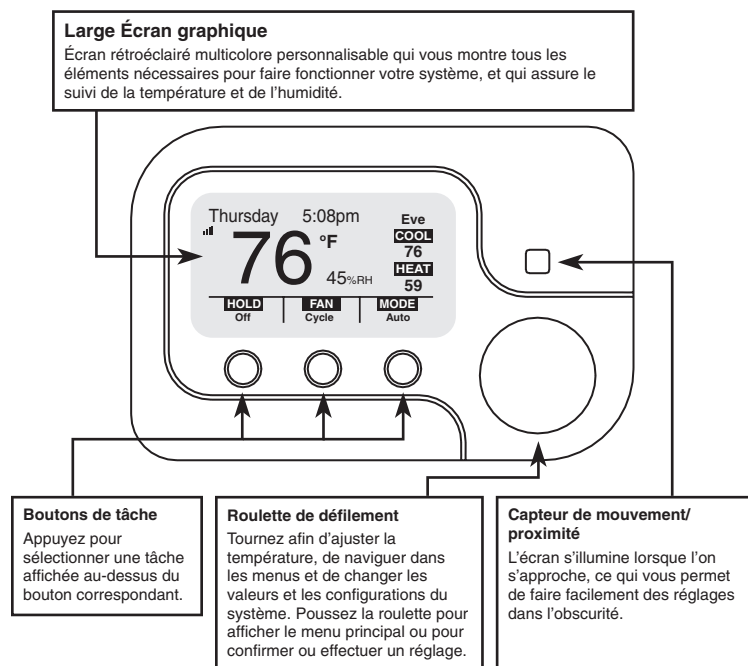 Large Écran graphique
Écran rétroéclairé multicolore personnalisable qui vous montre tous les
éléments nécessaires pour faire fonctionner votre système, et qui assure le
suivi de la température et de l’humidité.
Thursday 5:08pm
76 °F
45%RH
Eve
COOL
76
HEAT
59
HOLD
Off
FAN
Cycle
MODE
Auto
Boutons de tâche
Appuyez pour
sélectionner une tâche
affichée au-dessus du
bouton correspondant.
Roulette de défilement
Tournez afin d’ajuster la
température, de naviguer dans
les menus et de changer les
valeurs et les configurations du
système. Poussez la roulette pour
afficher le menu principal ou pour
confirmer ou effectuer un réglage.
Capteur de mouvement/
proximité
L’écran s’illumine lorsque l’on
s’approche, ce qui vous permet
de faire facilement des réglages
dans l’obscurité.